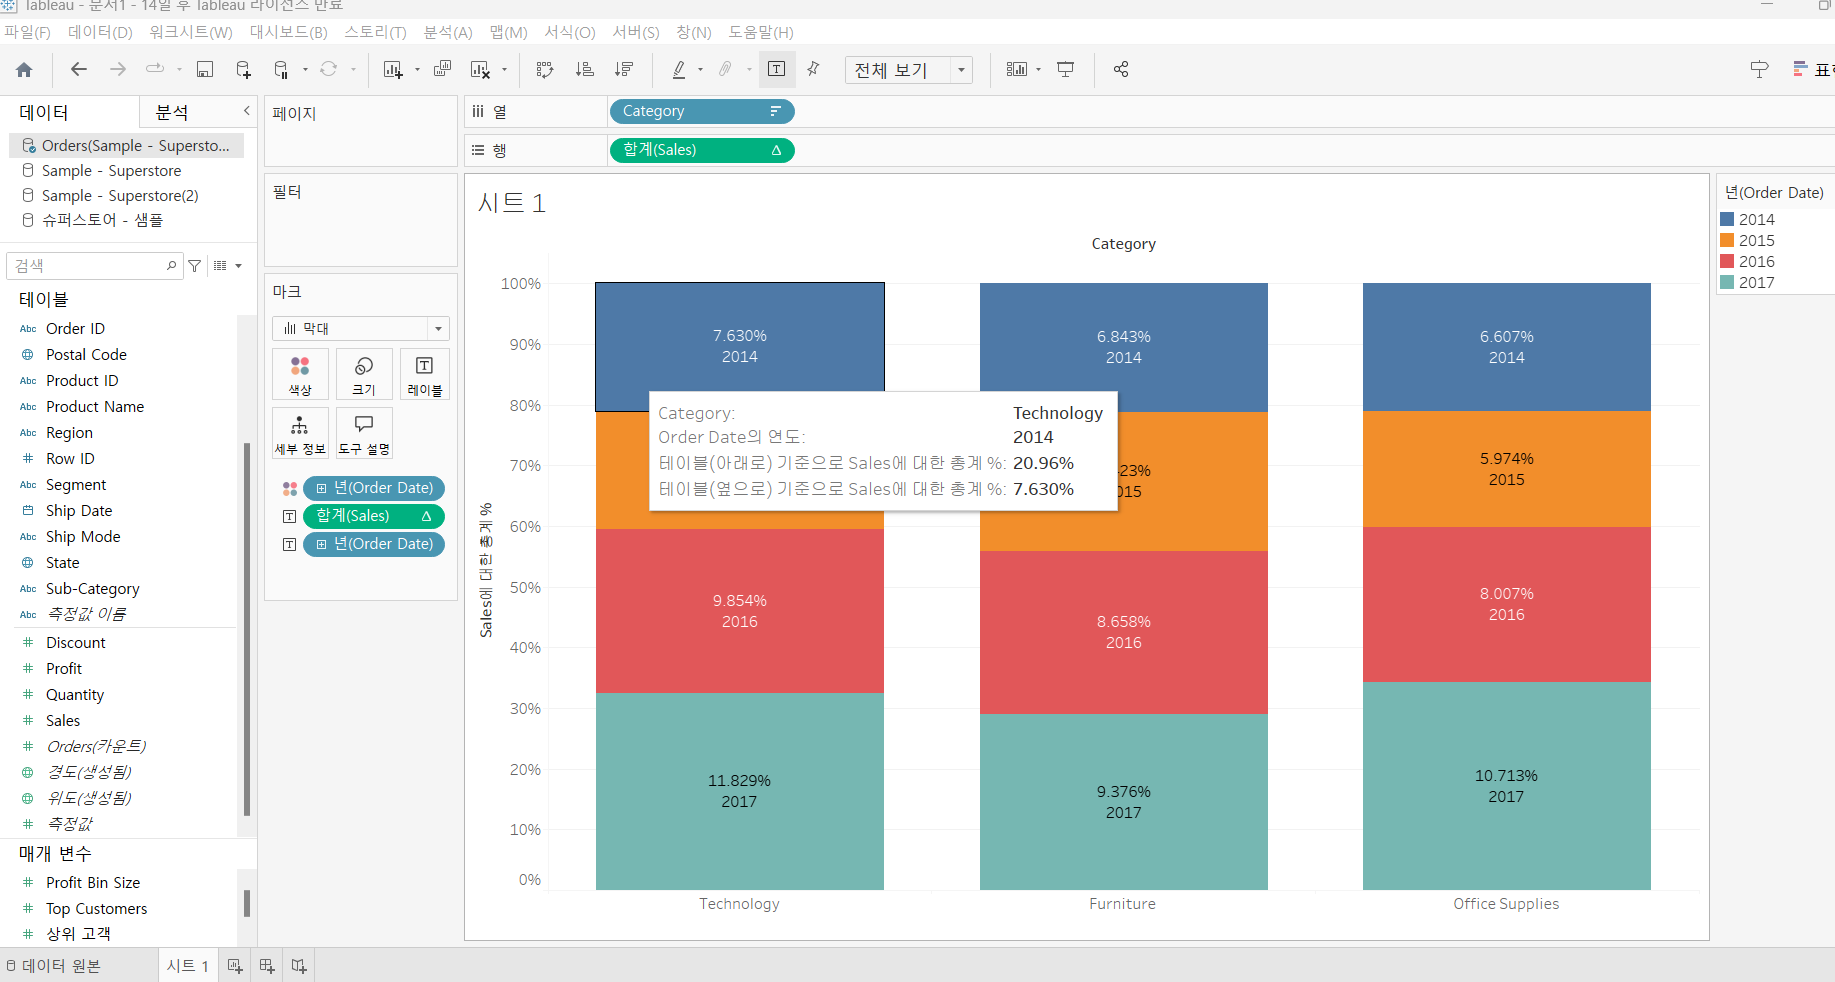 Tableau - 문서1 - 14일 후 Tableau 라이선스 만료
파일(F) 데이터(D) 워크시트(W) 대시보드(B) 스토리(T) 분석(A) 맵(M) 서식(O) 서버(S) 창(N) 도움말(H)
전체 보기
데이터 분석
Orders(Sample - Supersto...
Sample - Superstore
Sample - Superstore(2)
슈퍼스토어 - 샘플
검색
테이블
Abc Order ID
Postal Code
Abc Product ID
Abc Product Name
Abc Region
# Row ID
Abc Segment
Ship Date
Abc Ship Mode
State
Abc Sub-Category
Abc 측정값 이름
# Discount
# Profit
# Quantity
# Sales
# Orders(카운트)
경도(생성됨)
위도(생성됨)
# 측정값
매개 변수
# Profit Bin Size
# Top Customers
# 상위 고객
페이지
필터
마크
막대
색상 크기 레이블
세부 정보 도구 설명
년(Order Date)
합계(Sales) Δ
년(Order Date)
열 Category
행 합계(Sales) Δ
시트 1
Category
Sales에 대한 총계 %
100%
90%
80%
70%
60%
50%
40%
30%
20%
10%
0%
7.630%
2014
9.854%
2016
11.829%
2017
6.843%
2014
23%
015
8.658%
2016
9.376%
2017
6.607%
2014
5.974%
2015
8.007%
2016
10.713%
2017
Category: Technology
Order Date의 연도: 2014
테이블(아래로) 기준으로 Sales에 대한 총계 %: 20.96%
테이블(옆으로) 기준으로 Sales에 대한 총계 %: 7.630%
Technology Furniture Office Supplies
년(Order Date)
2014
2015
2016
2017
데이터 원본 시트 1